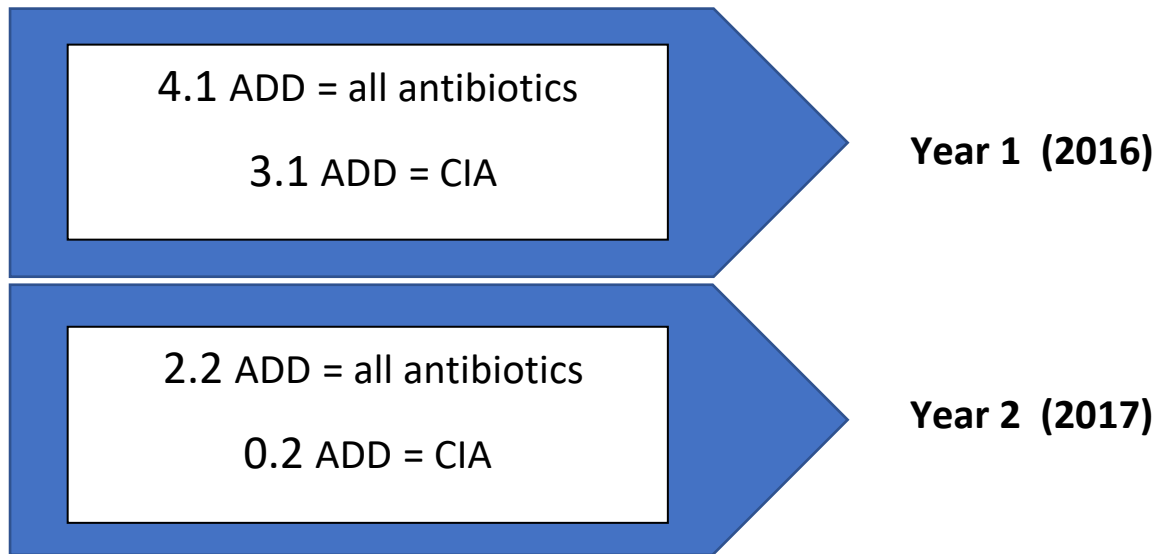 4.1 ADD = all antibiotics
3.1 ADD = CIA
Year 1 (2016)
2.2 ADD = all antibiotics
0.2 ADD = CIA
Year 2 (2017)